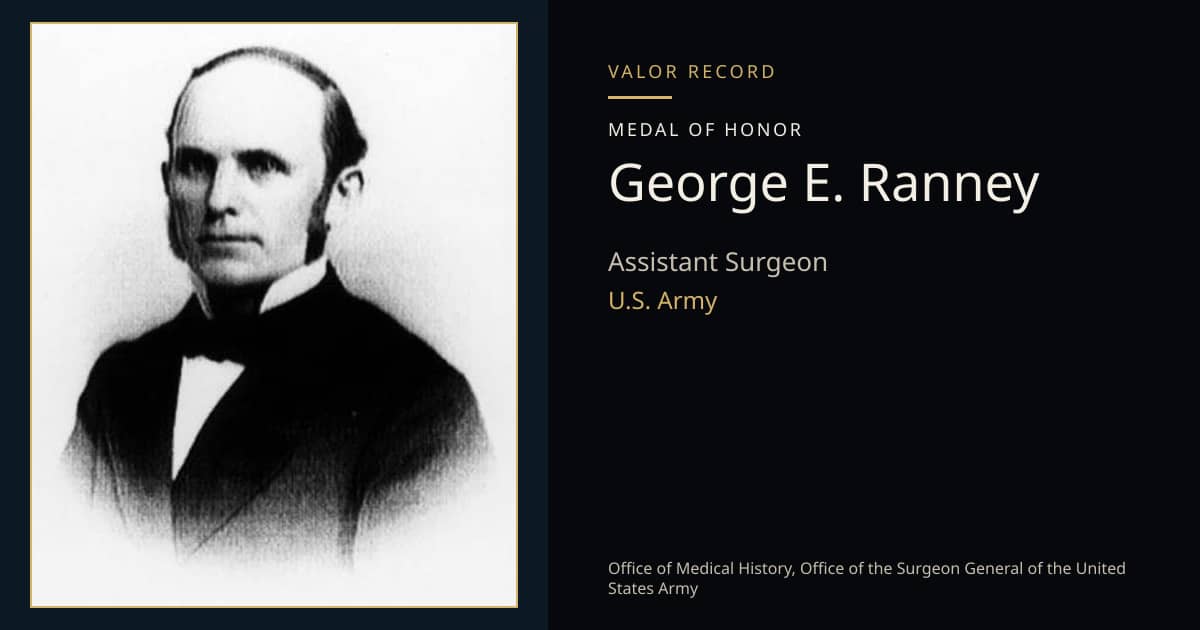 VALOR RECORD
MEDAL OF HONOR
George E. Ranney
Assistant Surgeon
U.S. Army
Office of Medical History, Office of the Surgeon General of the United
States Army